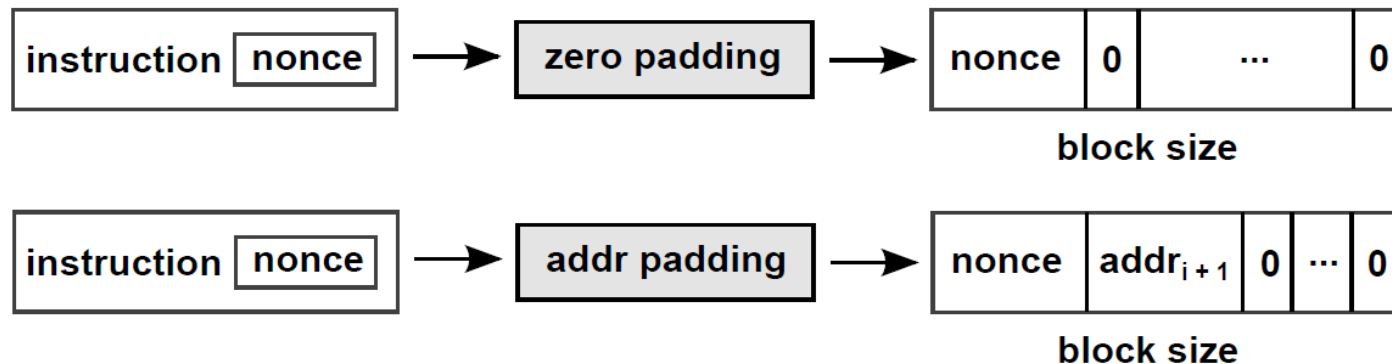 instruction nonce zero padding nonce 0 ... 0
block size
instruction nonce addr padding nonce addr i + 1 0 ... 0
block size